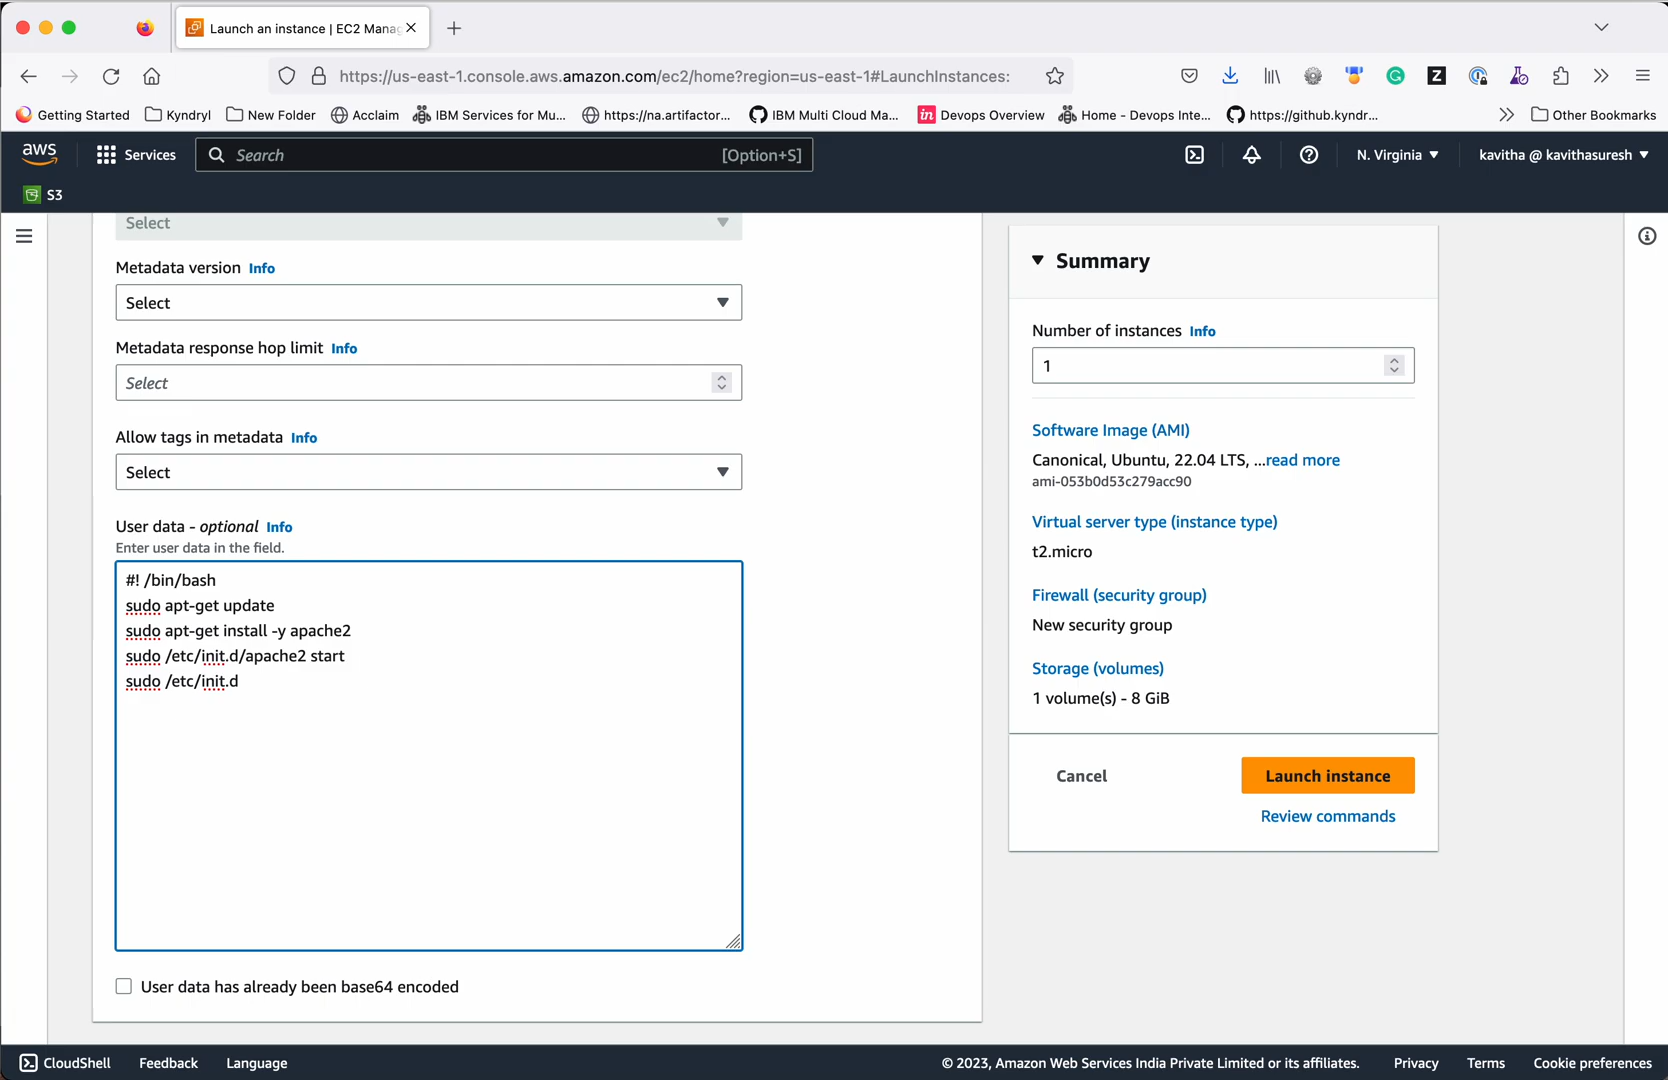 Launch an instance | EC2 Mana
https://us-east-1.console.aws.amazon.com/ec2/home?region=us-east-1#LaunchInstances:
Getting Started
Kyndryl
New Folder
Acclaim
IBM Services for Mu...
https://na.artifactor...
IBM Multi Cloud Ma...
in
Devops Overview
Home - Devops Inte...
https://github.kyndr...
Other Bookmarks
aws
Services
Search
[Option+S]
N. Virginia
kavitha @ kavithasuresh
S3
Select
Metadata version Info
Select
Metadata response hop limit Info
Select
Allow tags in metadata Info
Select
User data - optional Info
Enter user data in the field.
#! /bin/bash
sudo apt-get update
sudo apt-get install -y apache2
sudo /etc/init.d/apache2 start
sudo /etc/init.d
User data has already been base64 encoded
Summary
Number of instances Info
1
Software Image (AMI)
Canonical, Ubuntu, 22.04 LTS, ...read more
ami-053b0d53c279acc90
Virtual server type (instance type)
t2.micro
Firewall (security group)
New security group
Storage (volumes)
1 volume(s) - 8 GiB
Cancel
Launch instance
Review commands
CloudShell
Feedback
Language
© 2023, Amazon Web Services India Private Limited or its affiliates.
Privacy
Terms
Cookie preferences